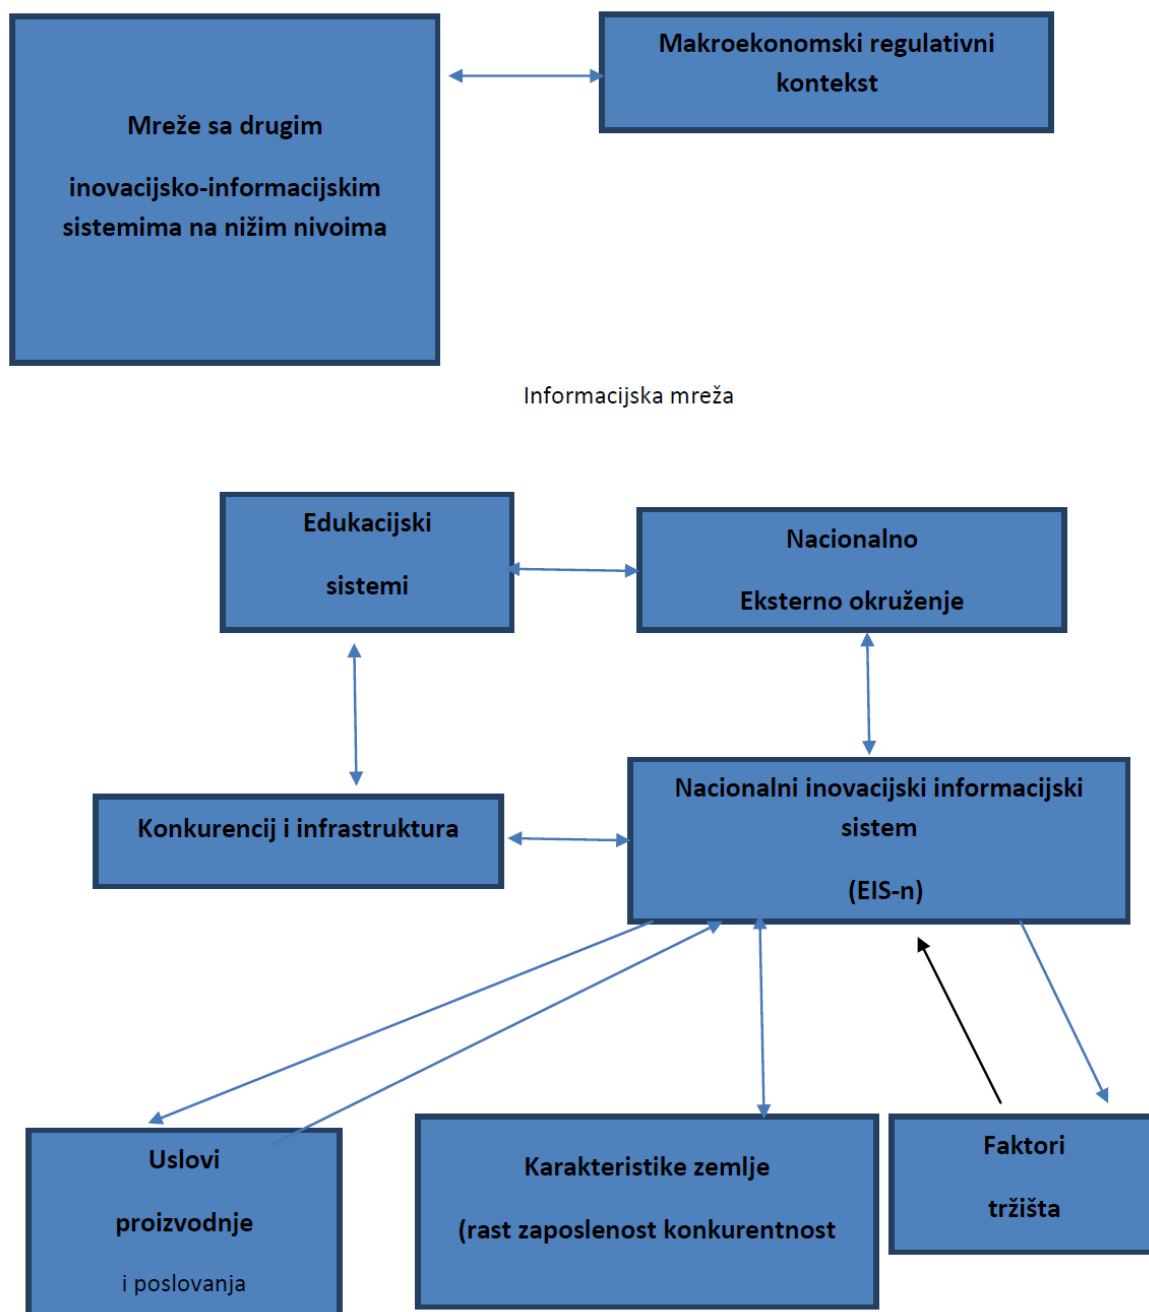 Mreže sa drugim
inovacijsko-informacijskim
sistemima na nižim nivoima
Makroekonomski regulativni
kontekst
Informacijska mreža
Edukacijski
sistemi
Nacionalno
Eksterno okruženje
Konkurencij i infrastruktura
Nacionalni inovacijski informacijski
sistem
(EIS-n)
Uslovi
proizvodnje
i poslovanja
Karakteristike zemlje
(rast zaposlenost konkurentnost
Faktori
tržišta